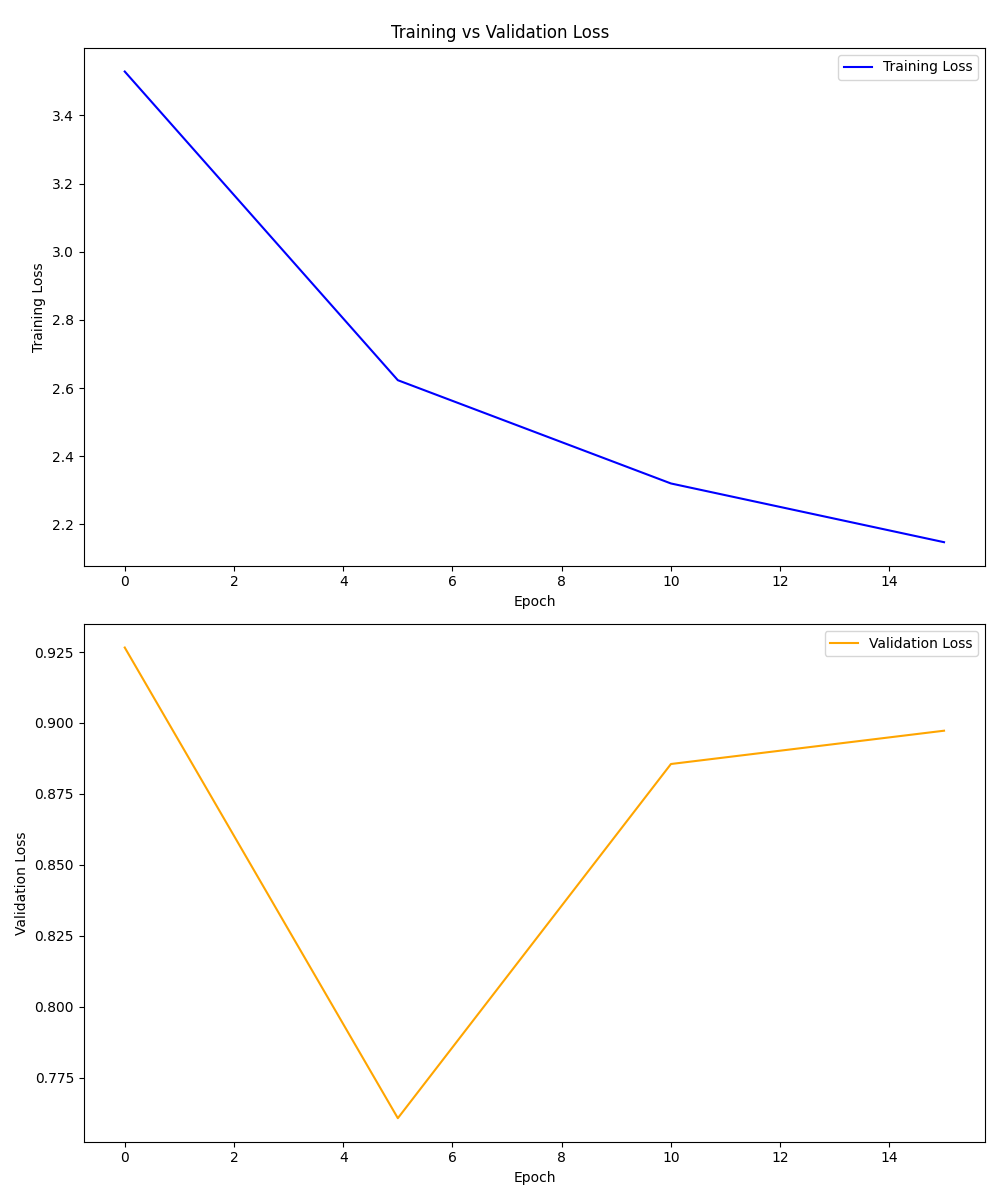 Training vs Validation Loss
Training Loss
3.4
3.2
3.0
2.8
2.6
2.4
2.2
Training Loss
0 2 4 6 8 10 12 14
Epoch
Validation Loss
0.925
0.900
0.875
0.850
0.825
0.800
0.775
Validation Loss
0 2 4 6 8 10 12 14
Epoch